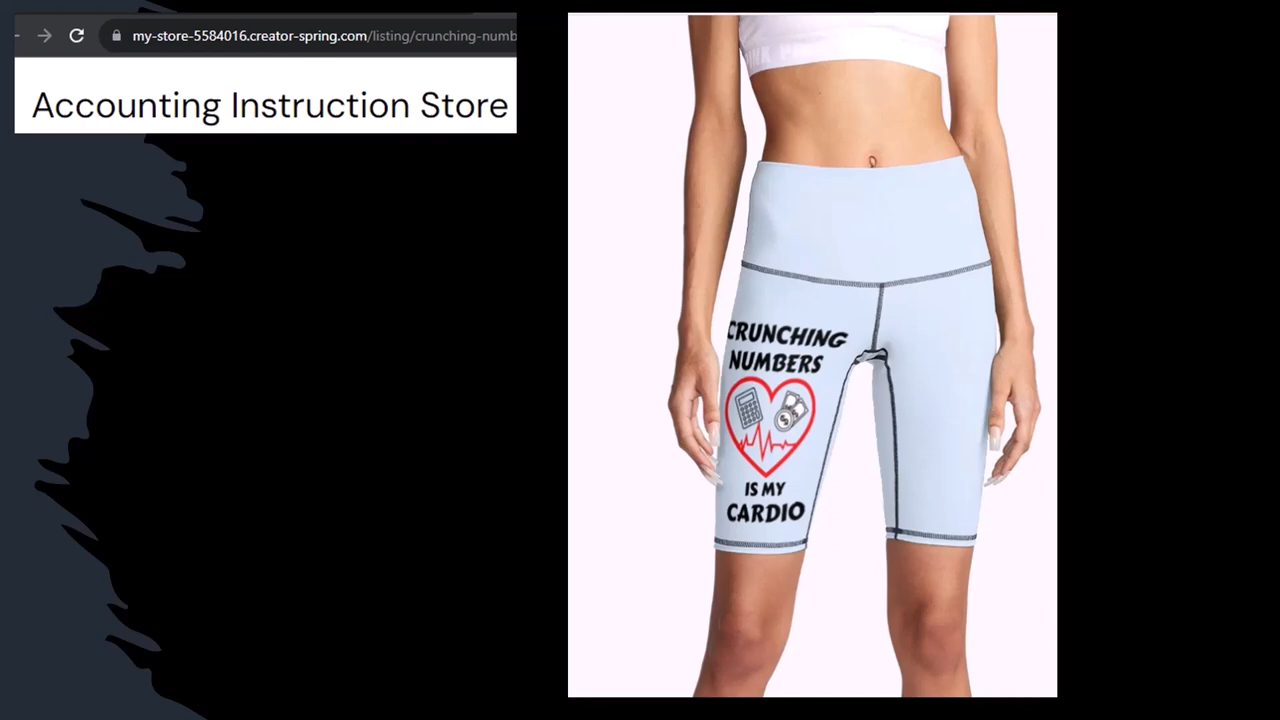 my-store-5584016.creator-spring.com/listing/crunching-numb
Accounting Instruction Store
CRUNCHING
NUMBERS
IS MY
CARDIO